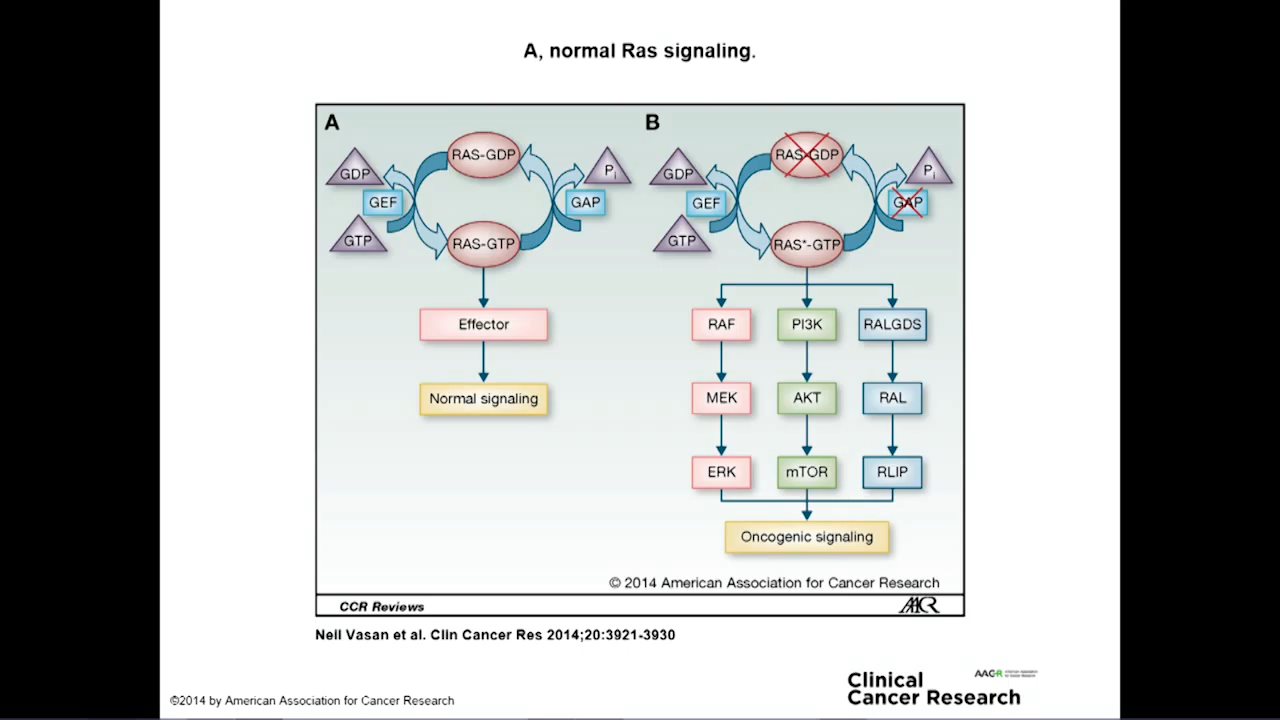 A, normal Ras signaling.
A
RAS-GDP
GDP
GEF
GTP
RAS-GTP
Pi
GAP
Effector
Normal signaling
B
RAS-GDP
GDP
GEF
GTP
RAS*-GTP
Pi
GAP
RAF
PI3K
RALGDS
MEK
AKT
RAL
ERK
mTOR
RLIP
Oncogenic signaling
© 2014 American Association for Cancer Research
CCR Reviews
AACR
Neil Vasan et al. Clin Cancer Res 2014;20:3921-3930
©2014 by American Association for Cancer Research
Clinical
Cancer Research
AACR